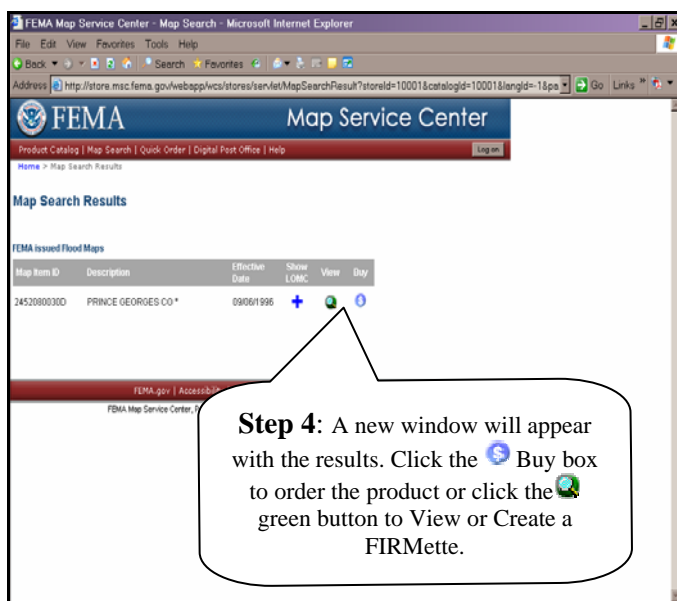 FEMA Map Service Center - Map Search - Microsoft Internet Explorer
File Edit View Favorites Tools Help
Back Search Favorites
Address http://store.msc.fema.gov/webapp/wcs/stores/servlet/MapSearchResult?storeId=10001&catalogId=10001&langId=-1&pa Go Links »
FEMA Map Service Center
Product Catalog | Map Search | Quick Order | Digital Post Office | Help Log on
Home > Map Search Results
Map Search Results
FEMA issued Flood Maps
Map Item ID Description Effective Date Show LOMC View Buy
2452080030D PRINCE GEORGES CO * 09/06/1996
FEMA.gov | Accessibility
FEMA Map Service Center,
Step 4: A new window will appear
with the results. Click the $ Buy box
to order the product or click the
green button to View or Create a
FIRMette.